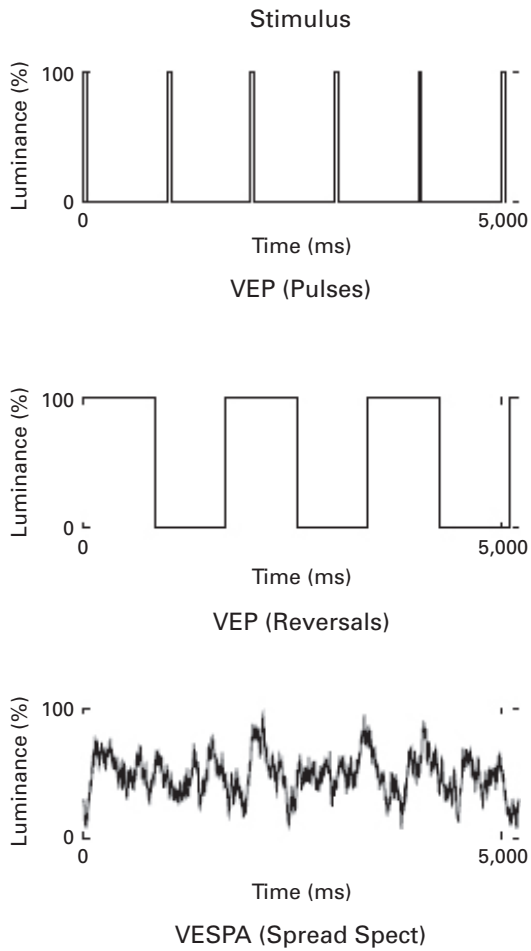 Stimulus
Luminance (%)
100
0
0
5,000
Time (ms)
VEP (Pulses)
Luminance (%)
100
0
0
5,000
Time (ms)
VEP (Reversals)
Luminance (%)
100
0
0
5,000
Time (ms)
VESPA (Spread Spect)